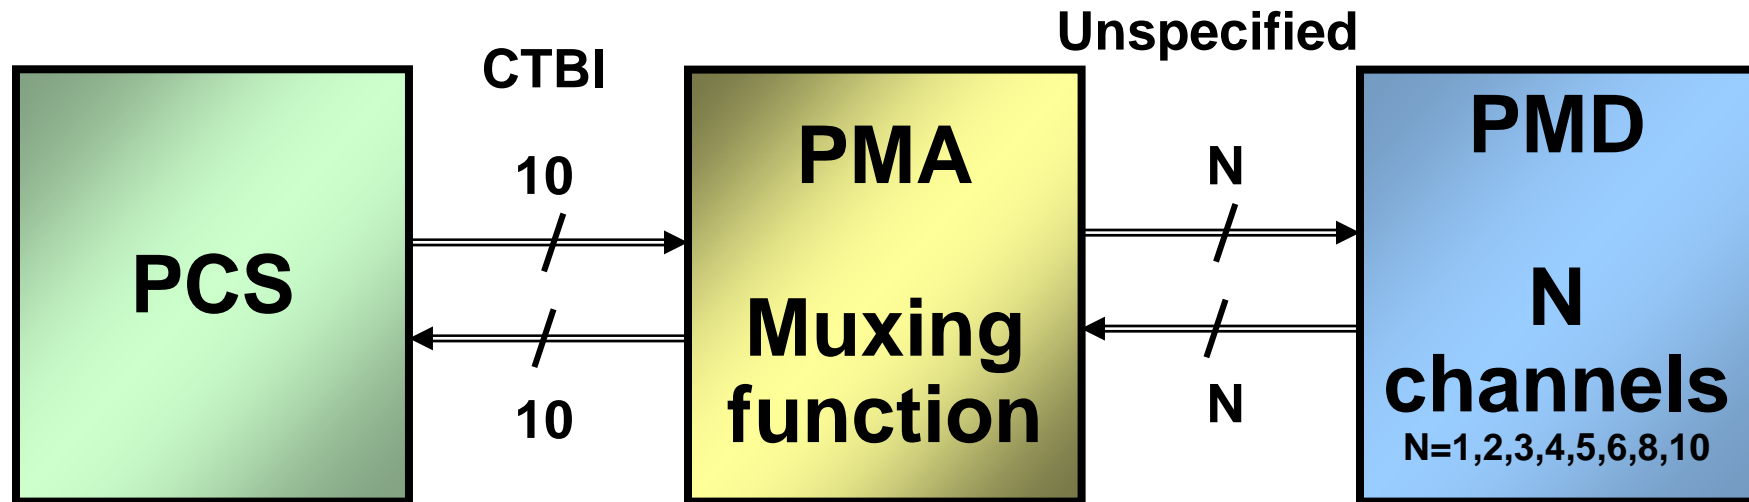 PCS
CTBI
10
10
PMA
Muxing
function
Unspecified
N
N
PMD
N
channels
N=1,2,3,4,5,6,8,10